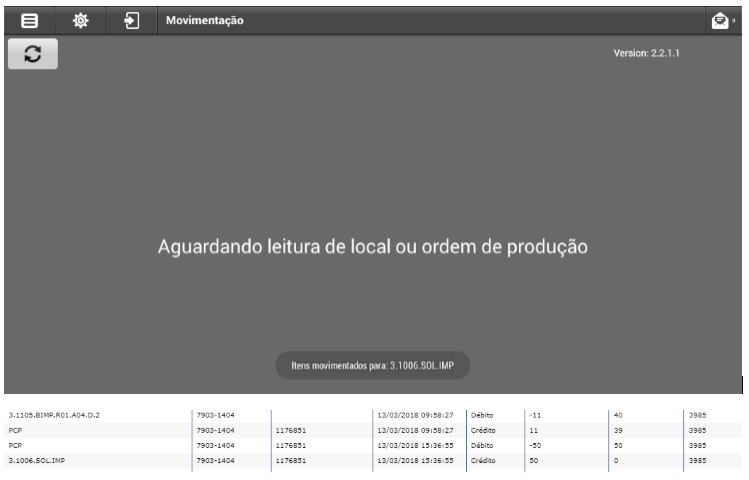 Movimentação
0
Version: 2.2.1.1
Aguardando leitura de local ou ordem de produção
Itens movimentados para: 3.1006.SOL.IMP
3.1105.BIMP.R01.A04.D.2 7903-1404 13/03/2018 09:58:27 Débito -11 40 3985
PCP 7903-1404 1176851 13/03/2018 09:58:27 Crédito 11 39 3985
PCP 7903-1404 1176851 13/03/2018 15:36:55 Débito -50 50 3985
3.1006.SOL.IMP 7903-1404 1176851 13/03/2018 15:36:55 Crédito 50 0 3985